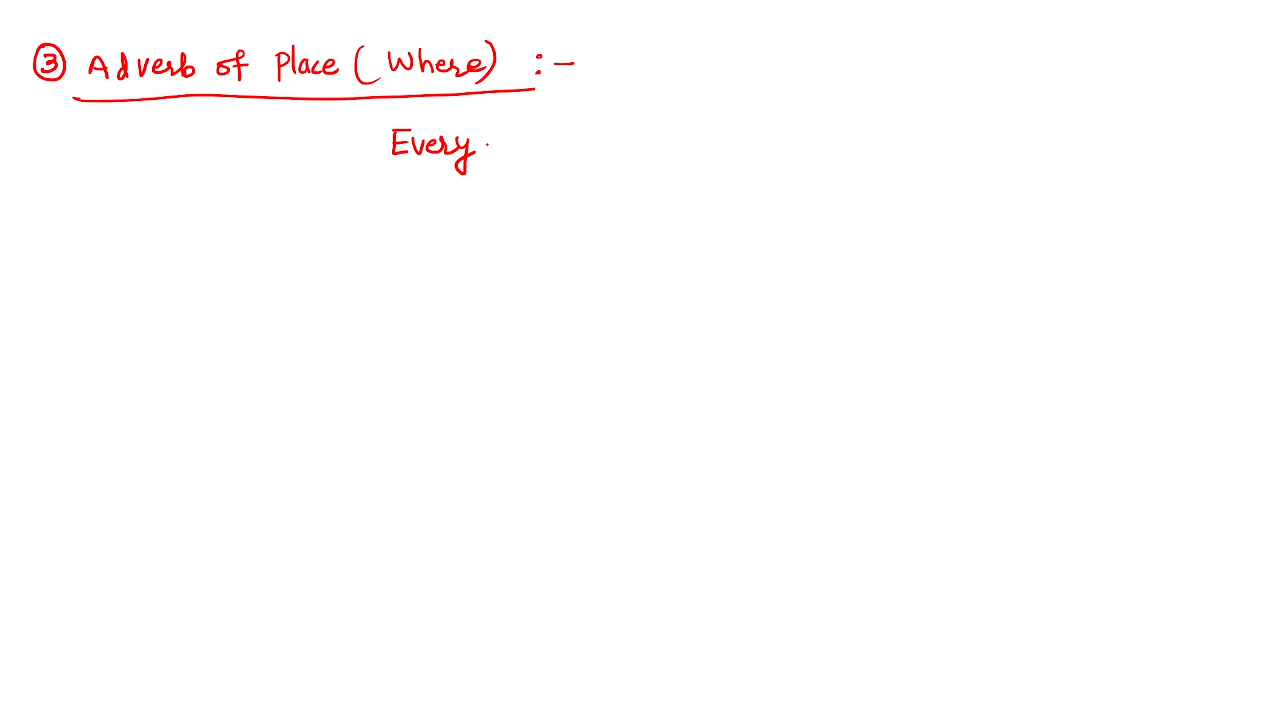 ③ Adverb of Place (Where) :-
Every